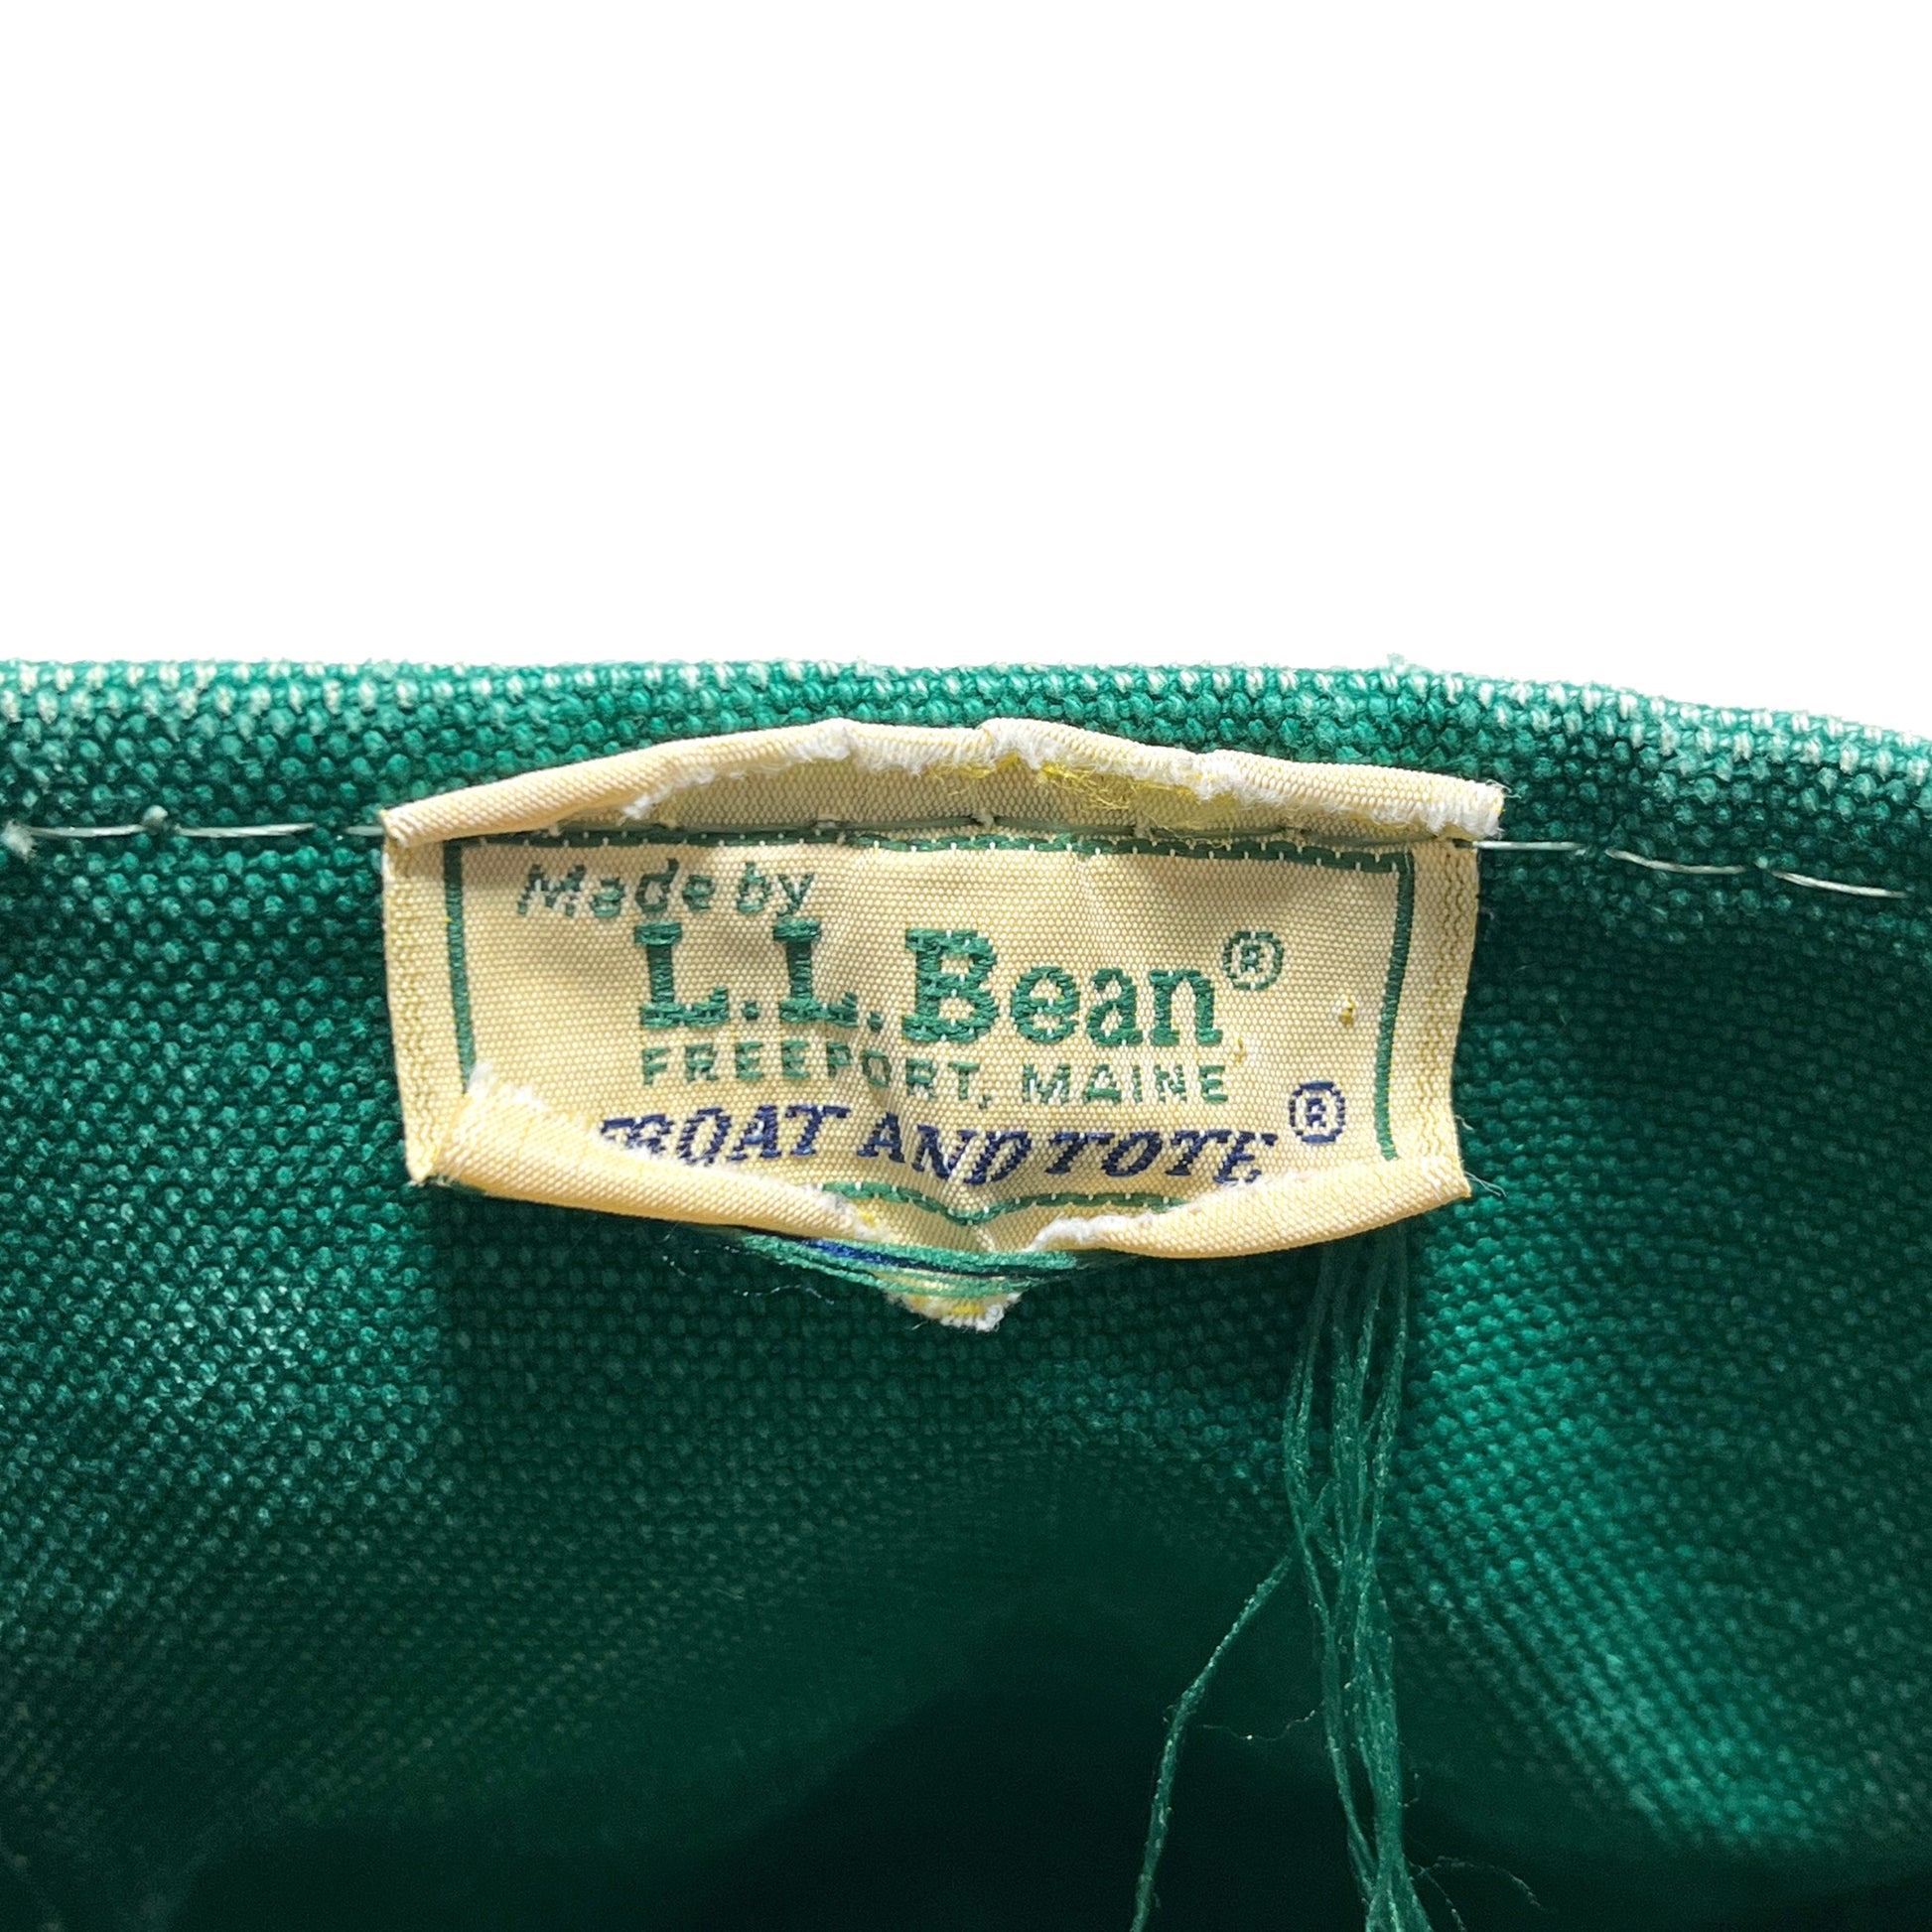 Made by
L.L.Bean®
FREEPORT, MAINE
BOAT AND TOTE®